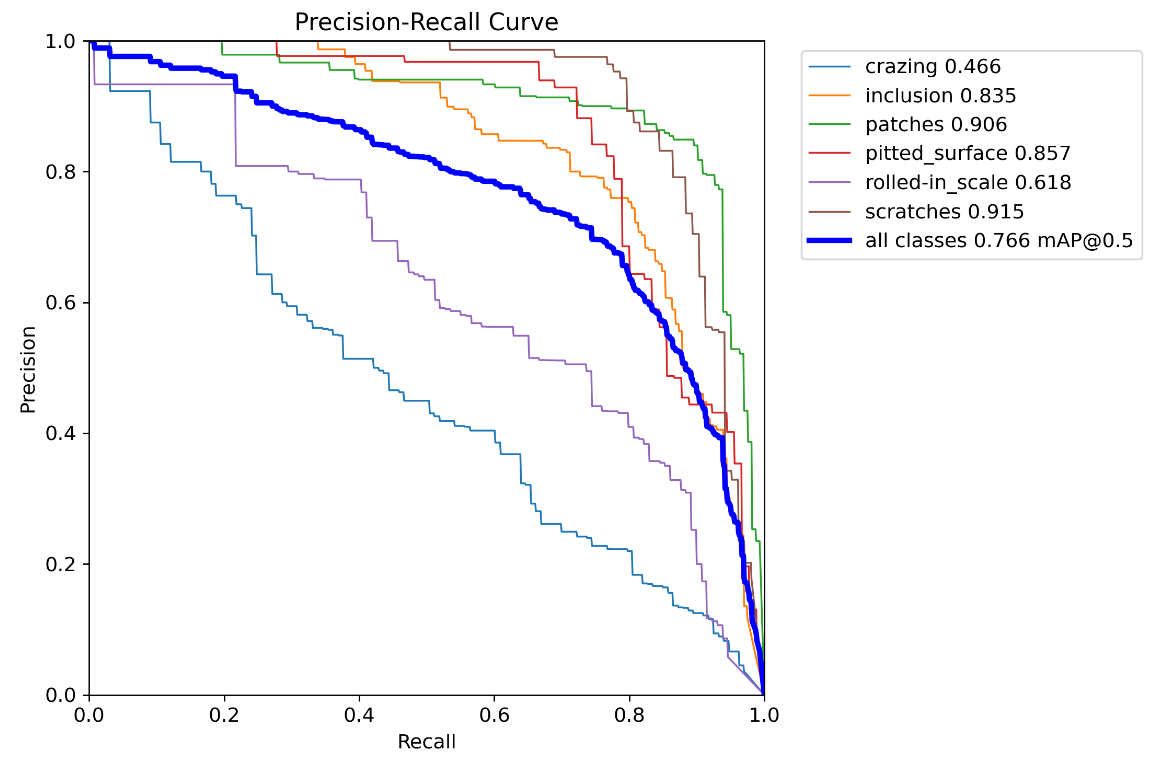 Precision-Recall Curve
1.0
0.8
0.6
0.4
0.2
0.0
Precision
0.0 0.2 0.4 0.6 0.8 1.0
Recall
crazing 0.466
inclusion 0.835
patches 0.906
pitted_surface 0.857
rolled-in_scale 0.618
scratches 0.915
all classes 0.766 mAP@0.5